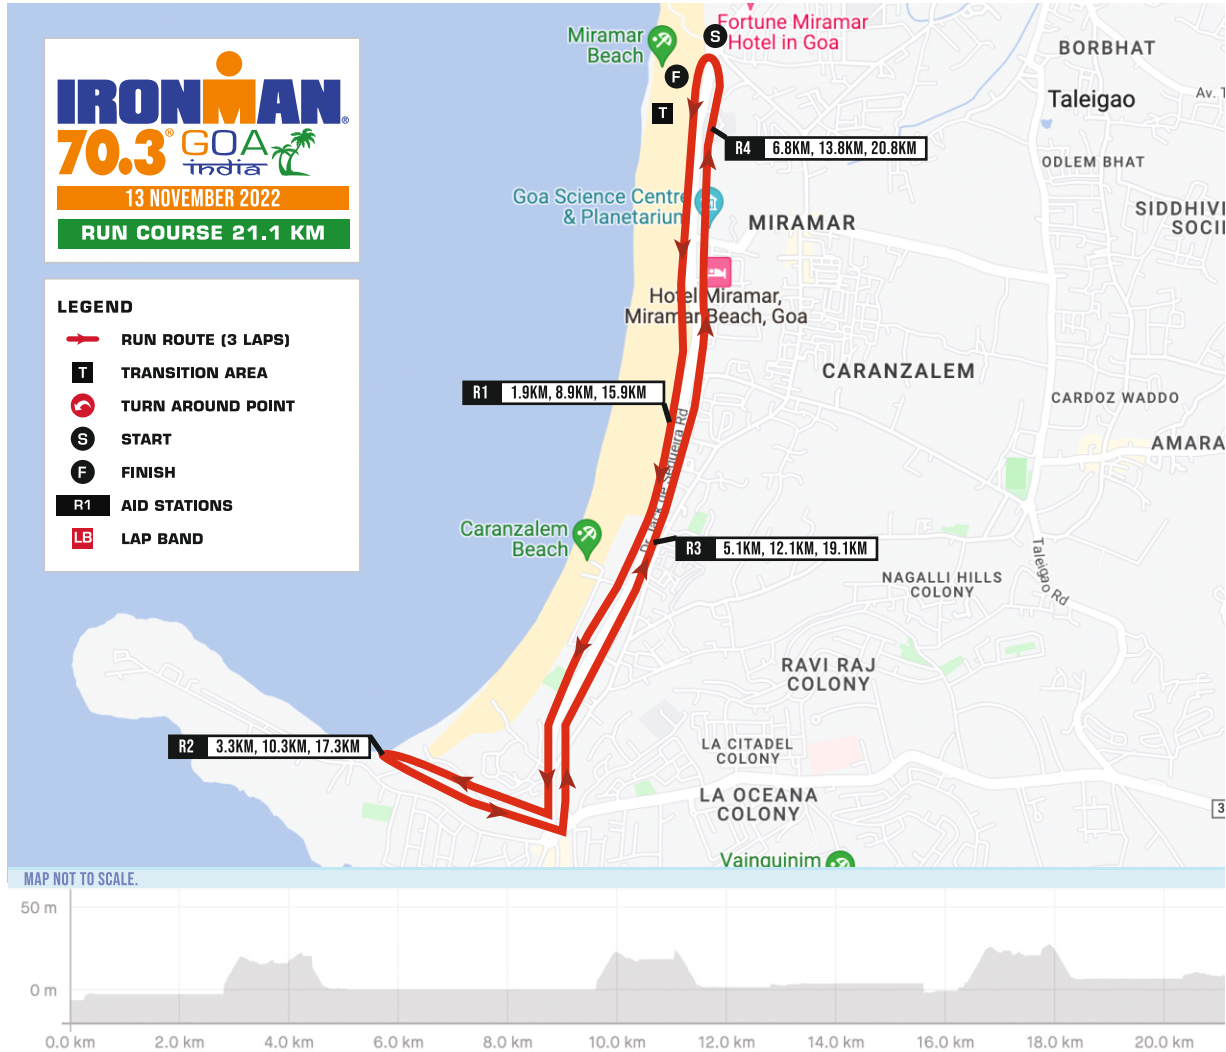 IRONMAN®
70.3® GOA
india
13 NOVEMBER 2022
RUN COURSE 21.1 KM
LEGEND
RUN ROUTE (3 LAPS)
T TRANSITION AREA
TURN AROUND POINT
S START
F FINISH
R1 AID STATIONS
LB LAP BAND
Miramar
Beach
S
F
T
Fortune Miramar
Hotel in Goa
BORBHAT
Taleigao
Av. T
R4 6.8KM, 13.8KM, 20.8KM
ODLEM BHAT
Goa Science Centre
& Planetarium
MIRAMAR
SIDDHIVI
SOCI
Hotel Miramar,
Miramar Beach, Goa
CARANZALEM
R1 1.9KM, 8.9KM, 15.9KM
CARDOZ WADDO
Dr. Jack de Sequeira Rd
AMARA
Caranzalem
Beach
R3 5.1KM, 12.1KM, 19.1KM
Taleigao Rd
NAGALLI HILLS
COLONY
RAVI RAJ
COLONY
R2 3.3KM, 10.3KM, 17.3KM
LA CITADEL
COLONY
LA OCEANA
COLONY
3
Vainguinim
MAP NOT TO SCALE.
50 m
0 m
0.0 km 2.0 km 4.0 km 6.0 km 8.0 km 10.0 km 12.0 km 14.0 km 16.0 km 18.0 km 20.0 km